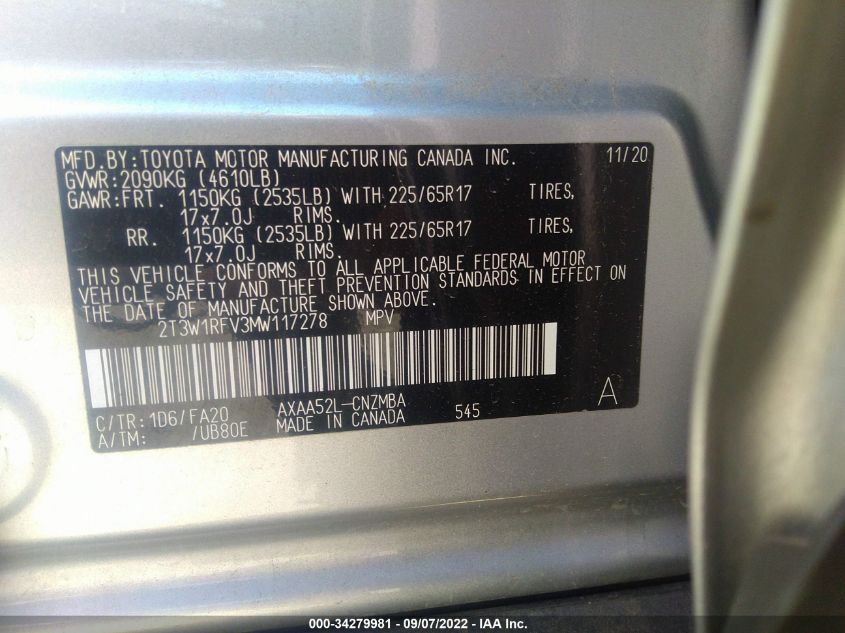 MFD.BY:TOYOTA MOTOR MANUFACTURING CANADA INC. 11/20
GVWR:2090KG (4610LB)
GAWR:FRT. 1150KG (2535LB) WITH 225/65R17 TIRES,
17x7.0J RIMS.
RR. 1150KG (2535LB) WITH 225/65R17 TIRES,
17x7.0J RIMS.
THIS VEHICLE CONFORMS TO ALL APPLICABLE FEDERAL MOTOR
VEHICLE SAFETY AND THEFT PREVENTION STANDARDS IN EFFECT ON
THE DATE OF MANUFACTURE SHOWN ABOVE.
2T3W1RFV3MW117278 MPV
C/TR:1D6/FA20 AXAA52L-CNZMBA A
A/TM: /UB80E MADE IN CANADA 545
000-34279981 - 09/07/2022 - IAA Inc.